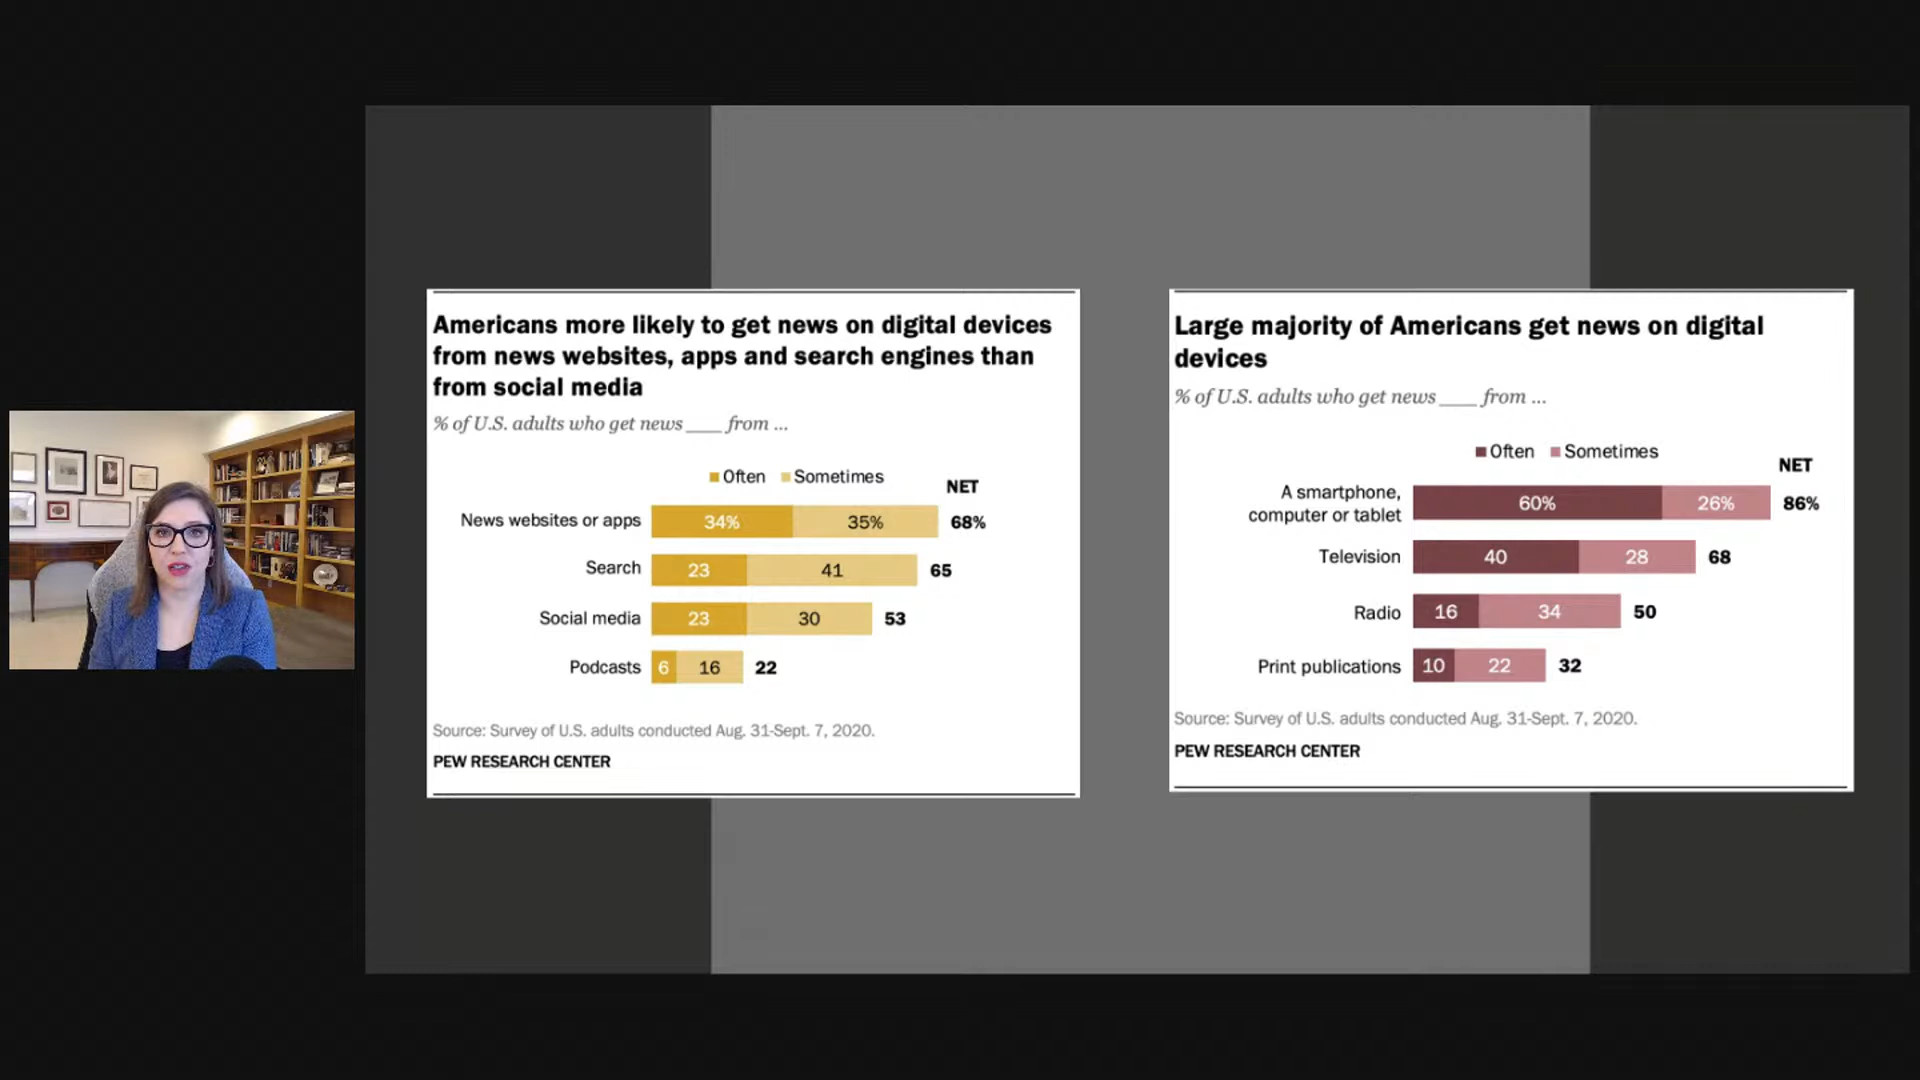 Americans more likely to get news on digital devices
from news websites, apps and search engines than
from social media
% of U.S. adults who get news ___ from ...
Often Sometimes NET
News websites or apps 34% 35% 68%
Search 23 41 65
Social media 23 30 53
Podcasts 6 16 22
Source: Survey of U.S. adults conducted Aug. 31-Sept. 7, 2020.
PEW RESEARCH CENTER
Large majority of Americans get news on digital
devices
% of U.S. adults who get news ___ from ...
Often Sometimes
NET
A smartphone,
computer or tablet 60% 26% 86%
Television 40 28 68
Radio 16 34 50
Print publications 10 22 32
Source: Survey of U.S. adults conducted Aug. 31-Sept. 7, 2020.
PEW RESEARCH CENTER